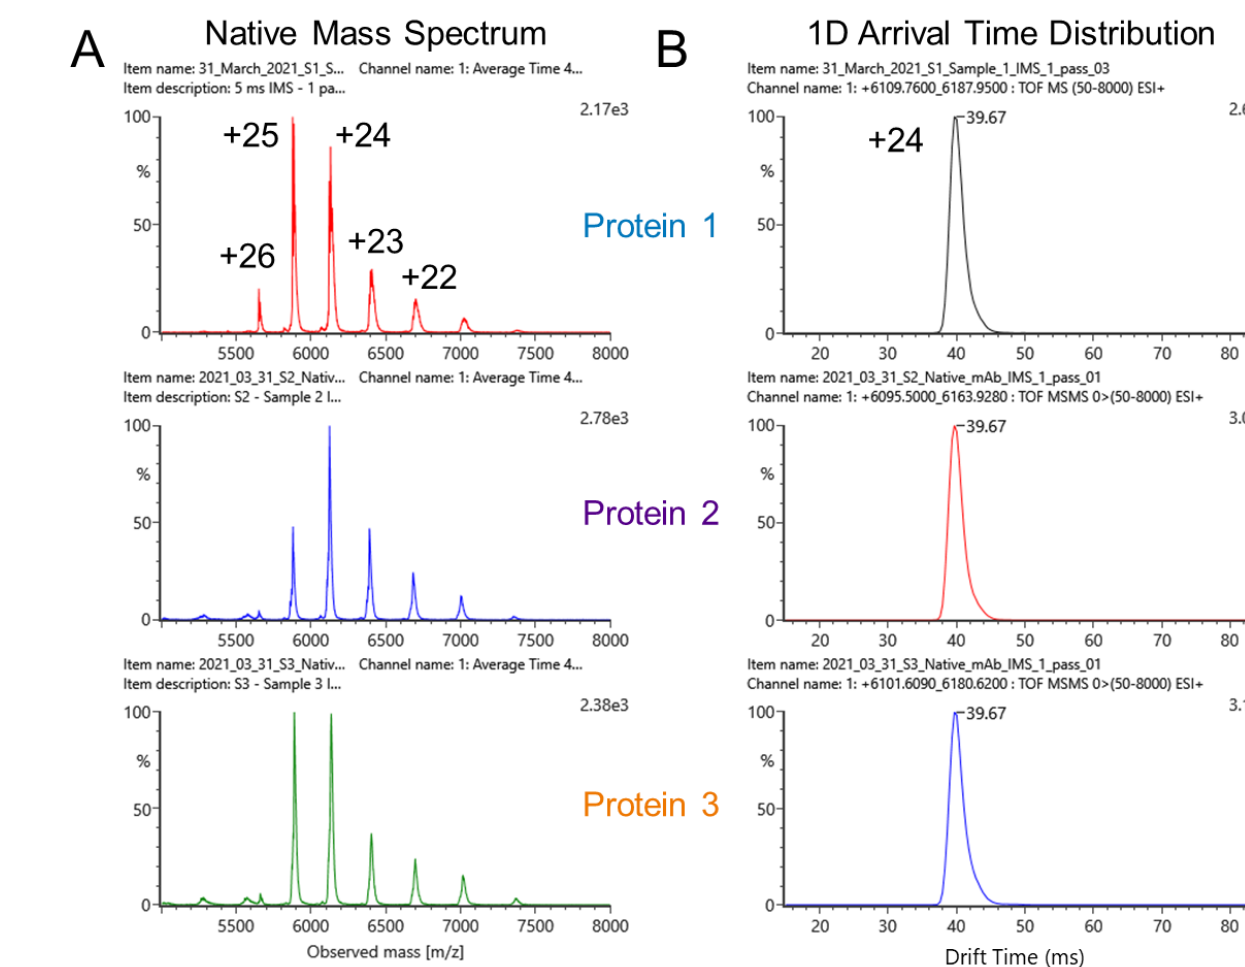 A
Native Mass Spectrum
Item name: 31_March_2021_S1_S... Channel name: 1: Average Time 4...
Item description: 5 ms IMS - 1 pa...
2.17e3
100
%
50
0
+26
+25
+24
+23
+22
5500 6000 6500 7000 7500 8000
Protein 1
B
1D Arrival Time Distribution
Item name: 31_March_2021_S1_Sample_1_IMS_1_pass_03
Channel name: 1: +6109.7600_6187.9500 : TOF MS (50-8000) ESI+
100
%
50
0
+24
39.67
20 30 40 50 60 70 80
Item name: 2021_03_31_S2_Nativ... Channel name: 1: Average Time 4...
Item description: S2 - Sample 2 I...
2.78e3
100
%
50
0
5500 6000 6500 7000 7500 8000
Protein 2
Item name: 2021_03_31_S2_Native_mAb_IMS_1_pass_01
Channel name: 1: +6095.5000_6163.9280 : TOF MSMS 0>(50-8000) ESI+
100
%
50
0
39.67
20 30 40 50 60 70 80
Item name: 2021_03_31_S3_Nativ... Channel name: 1: Average Time 4...
Item description: S3 - Sample 3 I...
2.38e3
100
%
50
0
5500 6000 6500 7000 7500 8000
Observed mass [m/z]
Protein 3
Item name: 2021_03_31_S3_Native_mAb_IMS_1_pass_01
Channel name: 1: +6101.6090_6180.6200 : TOF MSMS 0>(50-8000) ESI+
100
%
50
0
39.67
20 30 40 50 60 70 80
Drift Time (ms)